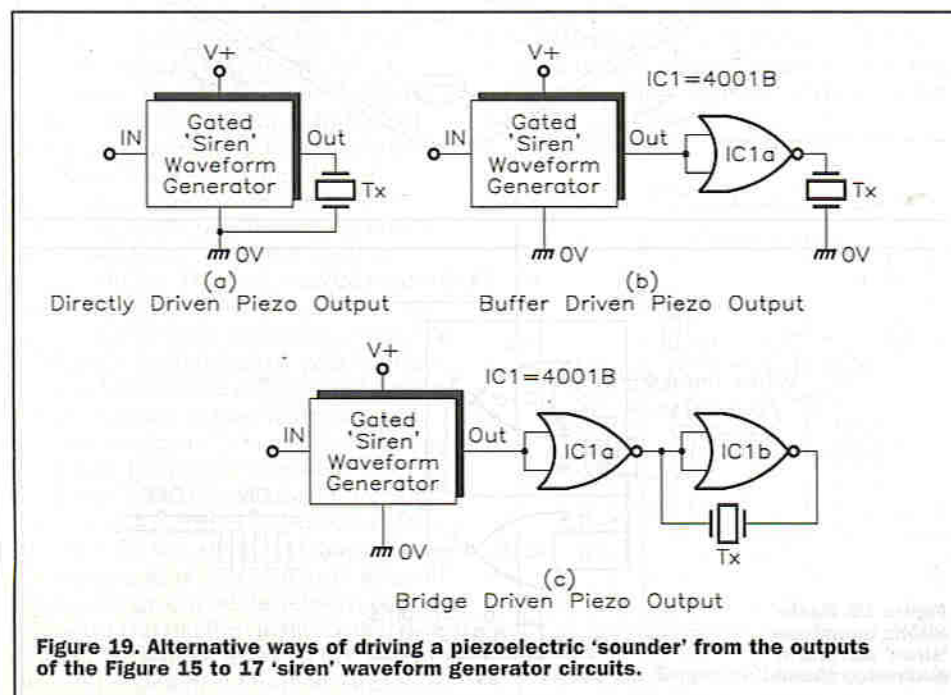 V+
IN
Gated
'Siren'
Waveform
Generator
Out
Tx
0V
(a)
Directly Driven Piezo Output
V+
IC1=4001B
IN
Gated
'Siren'
Waveform
Generator
Out
IC1a
Tx
0V
0V
(b)
Buffer Driven Piezo Output
V+
IC1=4001B
IN
Gated
'Siren'
Waveform
Generator
Out
IC1a
IC1b
Tx
0V
(c)
Bridge Driven Piezo Output
Figure 19. Alternative ways of driving a piezoelectric 'sounder' from the outputs
of the Figure 15 to 17 'siren' waveform generator circuits.